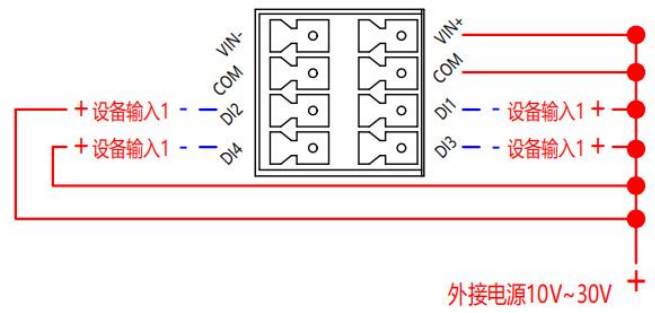 VIN- VIN+
COM COM
+ 设备输入1 - DI2 DI1 - 设备输入1 +
+ 设备输入1 - DI4 DI3 - 设备输入1 +
外接电源10V~30V +